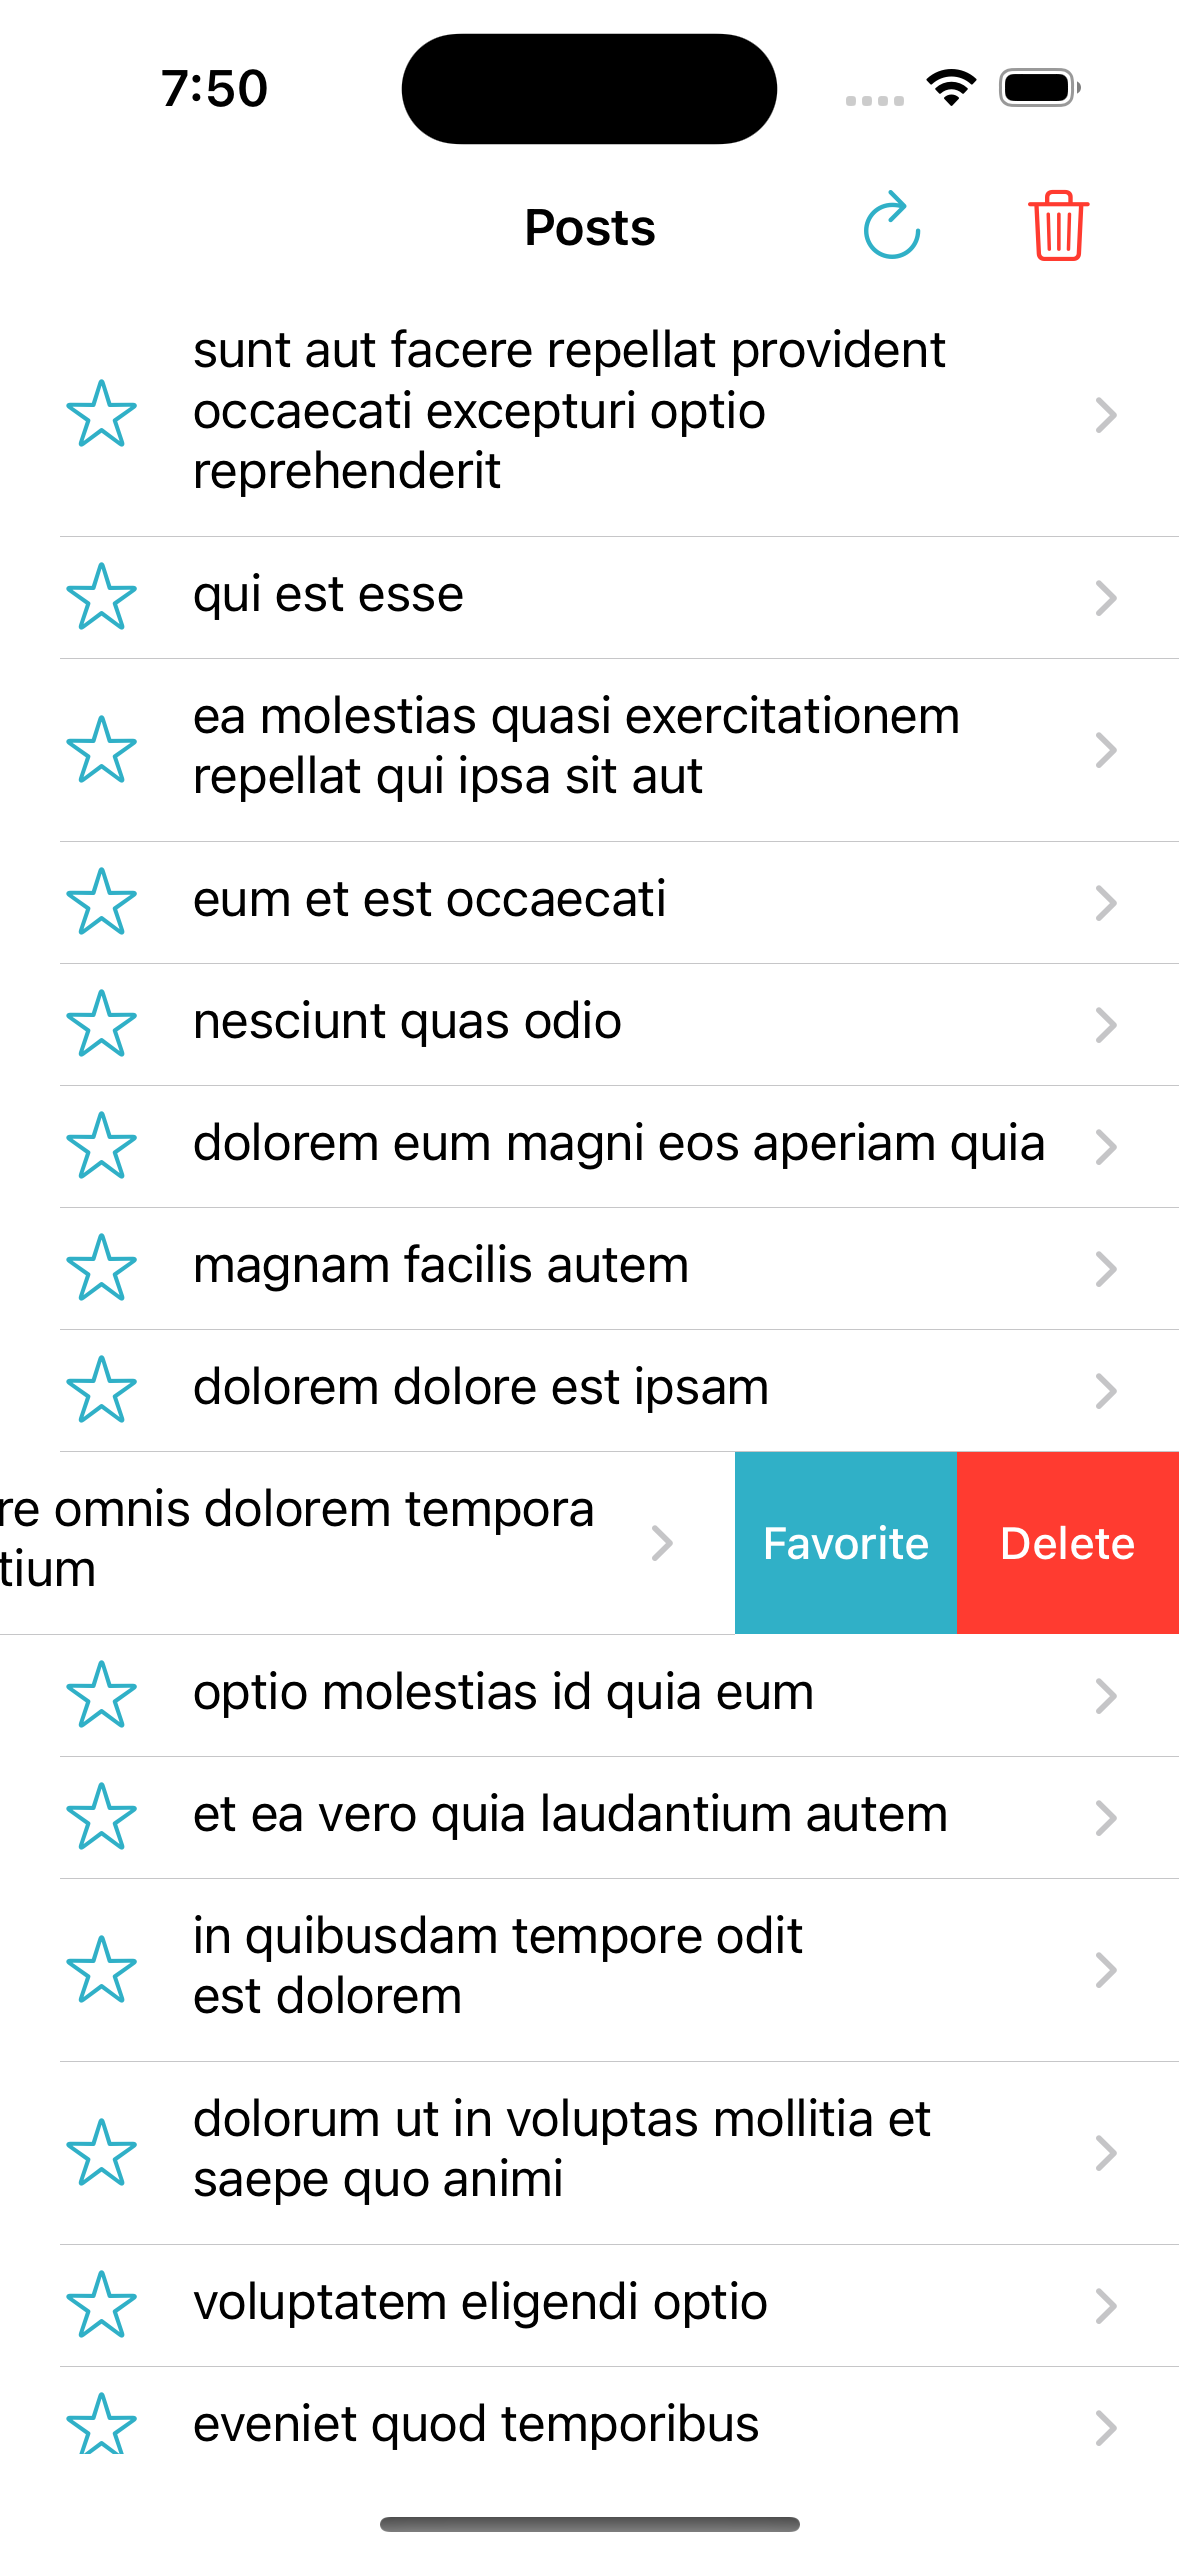 7:50
Posts
sunt aut facere repellat provident
occaecati excepturi optio
reprehenderit
qui est esse
ea molestias quasi exercitationem
repellat qui ipsa sit aut
eum et est occaecati
nesciunt quas odio
dolorem eum magni eos aperiam quia
magnam facilis autem
dolorem dolore est ipsam
re omnis dolorem tempora
tium
Favorite
Delete
optio molestias id quia eum
et ea vero quia laudantium autem
in quibusdam tempore odit
est dolorem
dolorum ut in voluptas mollitia et
saepe quo animi
voluptatem eligendi optio
eveniet quod temporibus